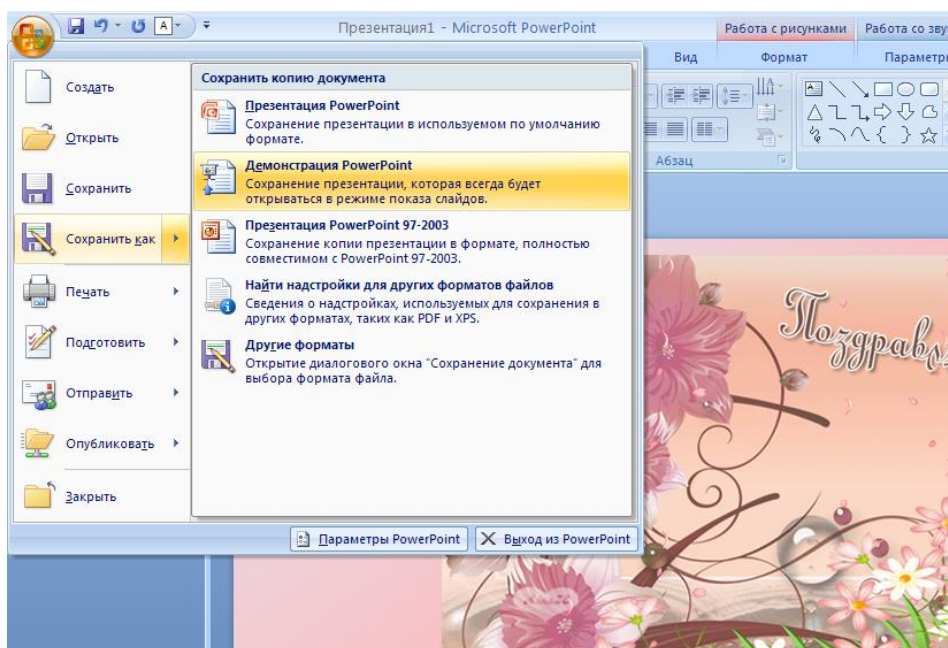 Презентация1 - Microsoft PowerPoint
Работа с рисунками
Работа со зву
Вид
Формат
Параметры
Абзац
Создать
Открыть
Сохранить
Сохранить как
Печать
Подготовить
Отправить
Опубликовать
Закрыть
Сохранить копию документа
Презентация PowerPoint
Сохранение презентации в используемом по умолчанию
формате.
Демонстрация PowerPoint
Сохранение презентации, которая всегда будет
открываться в режиме показа слайдов.
Презентация PowerPoint 97-2003
Сохранение копии презентации в формате, полностью
совместимом с PowerPoint 97-2003.
Найти надстройки для других форматов файлов
Сведения о надстройках, используемых для сохранения в
других форматах, таких как PDF и XPS.
Другие форматы
Открытие диалогового окна "Сохранение документа" для
выбора формата файла.
Параметры PowerPoint
Выход из PowerPoint
Поздравл